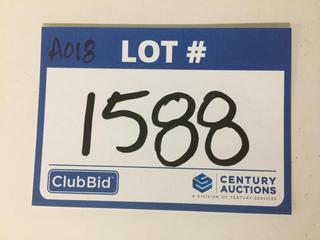 A018 LOT #
1588
ClubBid
CENTURY
AUCTIONS
A DIVISION OF CENTURY SERVICES